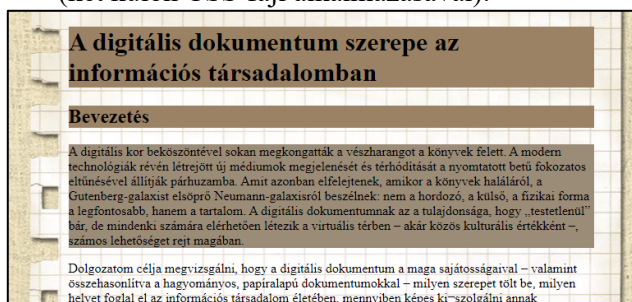 A digitális dokumentum szerepe az
információs társadalomban
Bevezetés
A digitális kor beköszöntével sokan megkongatták a vészharangot a könyvek felett. A modern
technológiák révén létrejött új médiumok megjelenését és térhódítását a nyomtatott betű fokozatos
eltűnésével állítják párhuzamba. Amit azonban elfelejtenek, amikor a könyvek haláláról, a
Gutenberg-galaxist elsöprő Neumann-galaxisról beszélnek: nem a hordozó, a külső, a fizikai forma
a legfontosabb, hanem a tartalom. A digitális dokumentumnak az a tulajdonsága, hogy „testetlenül”
bár, de mindenki számára elérhetően létezik a virtuális térben – akár közös kulturális értékként –,
számos lehetőséget rejt magában.
Dolgozatom célja megvizsgálni, hogy a digitális dokumentum a maga sajátosságaival – valamint
összehasonlítva a hagyományos, papíralapú dokumentumokkal – milyen szerepet tölt be, milyen
helyet foglal el az információs társadalom életében, mennyiben képes ki–szolgálni annak